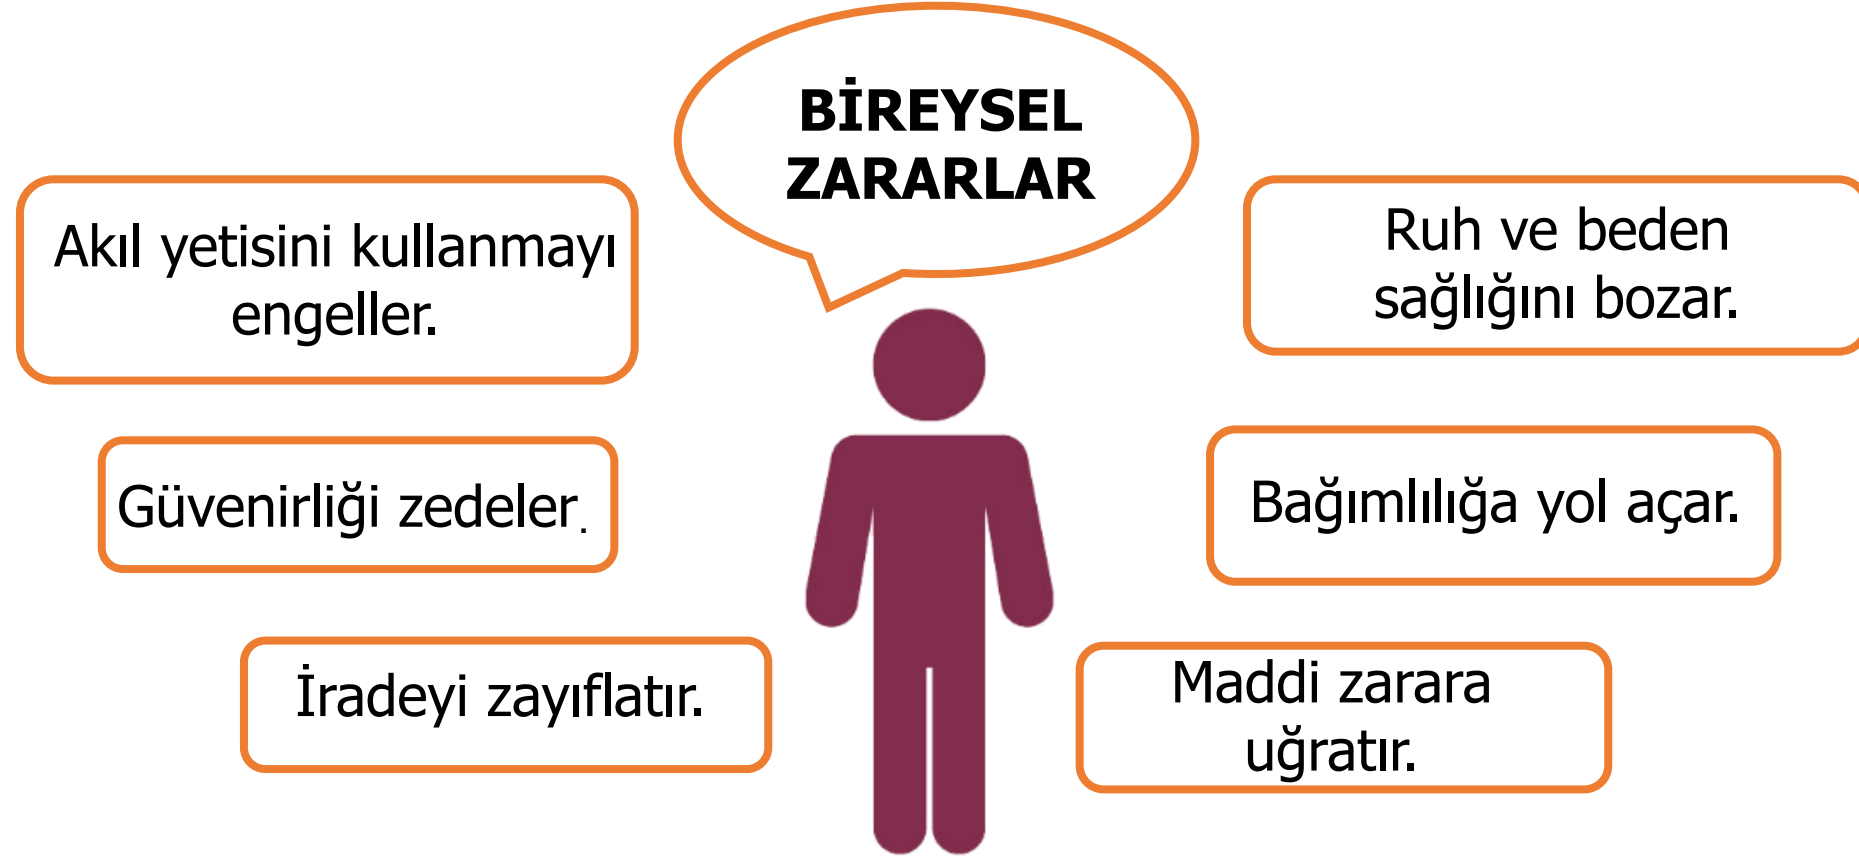 BİREYSEL
ZARARLAR
Akıl yetisini kullanmayı
engeller.
Güvenirliği zedeler.
İradeyi zayıflatır.
Ruh ve beden
sağlığını bozar.
Bağımlılığa yol açar.
Maddi zarara
uğratır.